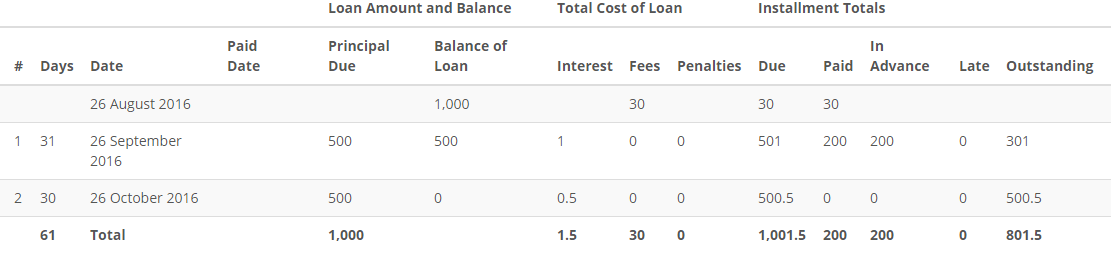 Loan Amount and Balance Total Cost of Loan Installment Totals
Paid Principal Balance of In
# Days Date Date Due Loan Interest Fees Penalties Due Paid Advance Late Outstanding
26 August 2016 1,000 30 30 30
1 31 26 September 500 500 1 0 0 501 200 200 0 301
2016
2 30 26 October 2016 500 0 0.5 0 0 500.5 0 0 0 500.5
61 Total 1,000 1.5 30 0 1,001.5 200 200 0 801.5